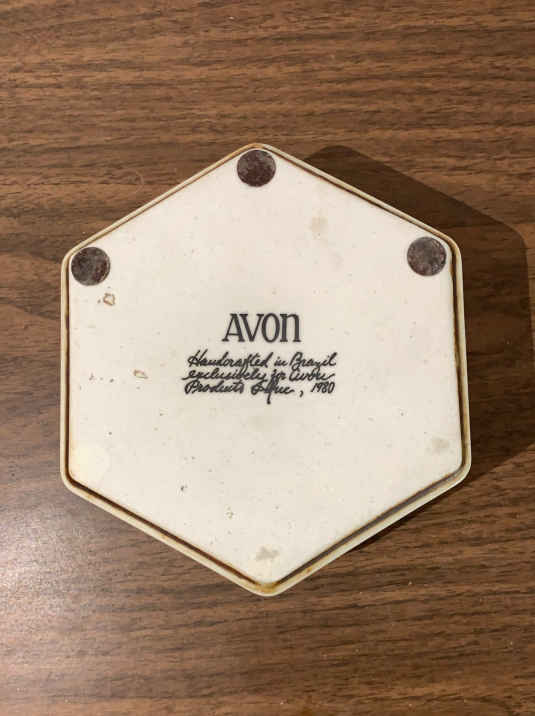 AVON
Handcrafted in Brazil
exclusively for Avon
Products Inc., 1980